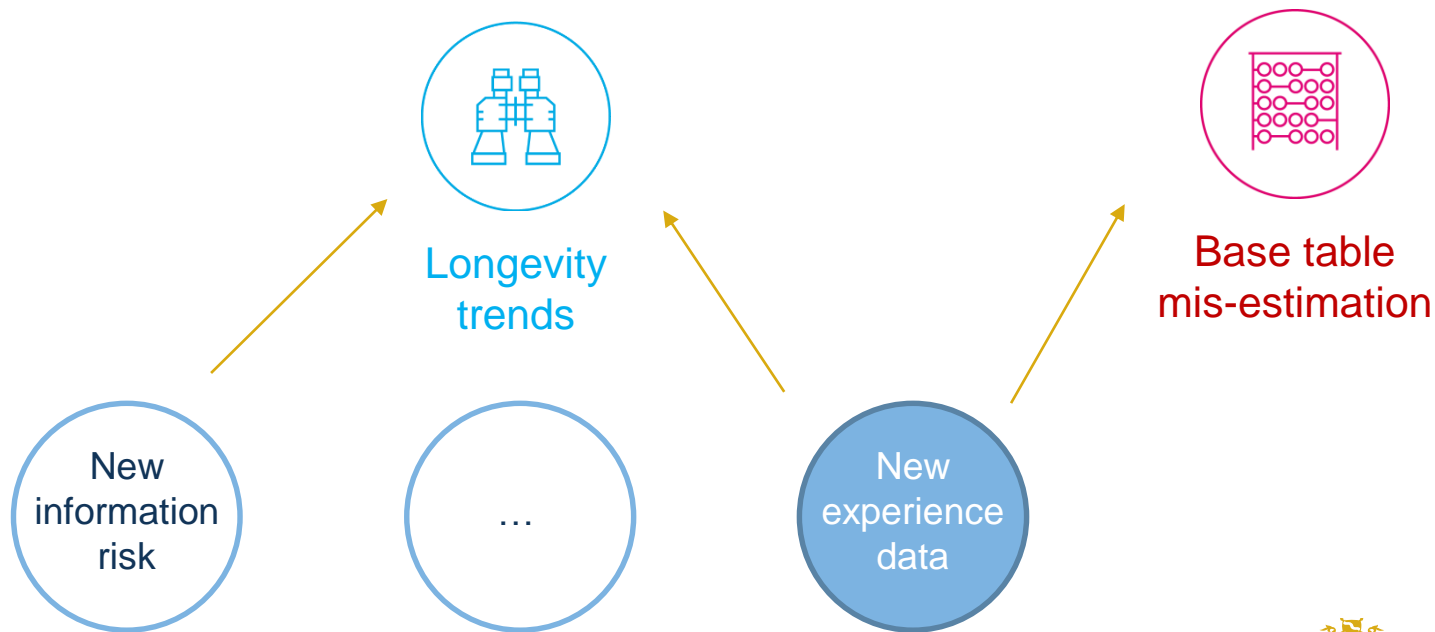 Longevity
trends
Base table
mis-estimation
New
information
risk
…
New
experience
data